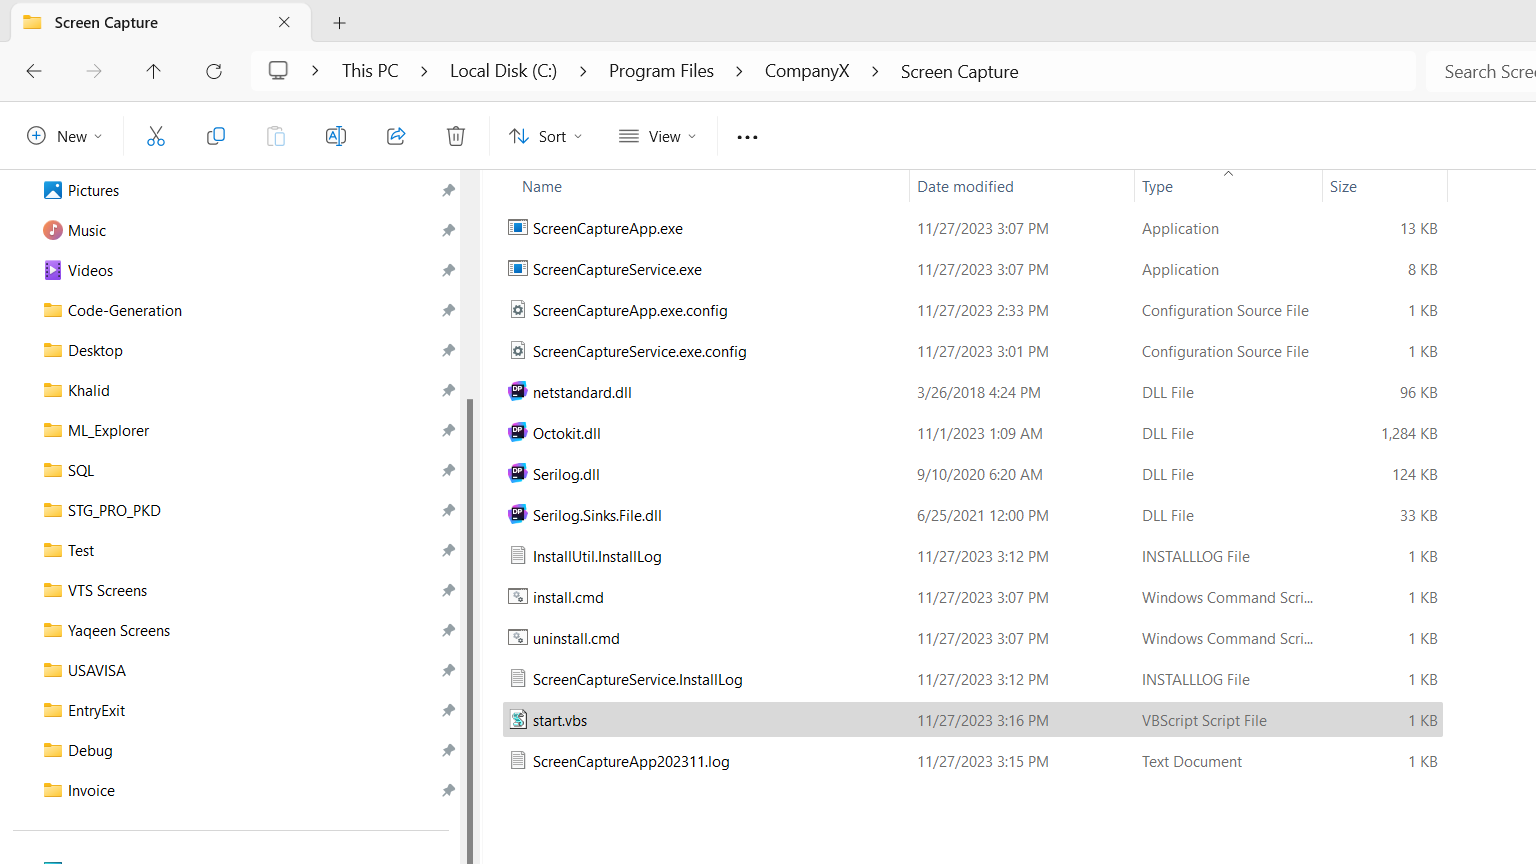 Screen Capture
This PC > Local Disk (C:) > Program Files > CompanyX > Screen Capture
Search Scre
New
Sort
View
Pictures
Music
Videos
Code-Generation
Desktop
Khalid
ML_Explorer
SQL
STG_PRO_PKD
Test
VTS Screens
Yaqeen Screens
USAVISA
EntryExit
Debug
Invoice
Name Date modified Type Size
ScreenCaptureApp.exe 11/27/2023 3:07 PM Application 13 KB
ScreenCaptureService.exe 11/27/2023 3:07 PM Application 8 KB
ScreenCaptureApp.exe.config 11/27/2023 2:33 PM Configuration Source File 1 KB
ScreenCaptureService.exe.config 11/27/2023 3:01 PM Configuration Source File 1 KB
netstandard.dll 3/26/2018 4:24 PM DLL File 96 KB
Octokit.dll 11/1/2023 1:09 AM DLL File 1,284 KB
Serilog.dll 9/10/2020 6:20 AM DLL File 124 KB
Serilog.Sinks.File.dll 6/25/2021 12:00 PM DLL File 33 KB
InstallUtil.InstallLog 11/27/2023 3:12 PM INSTALLLOG File 1 KB
install.cmd 11/27/2023 3:07 PM Windows Command Scri... 1 KB
uninstall.cmd 11/27/2023 3:07 PM Windows Command Scri... 1 KB
ScreenCaptureService.InstallLog 11/27/2023 3:12 PM INSTALLLOG File 1 KB
start.vbs 11/27/2023 3:16 PM VBScript Script File 1 KB
ScreenCaptureApp202311.log 11/27/2023 3:15 PM Text Document 1 KB